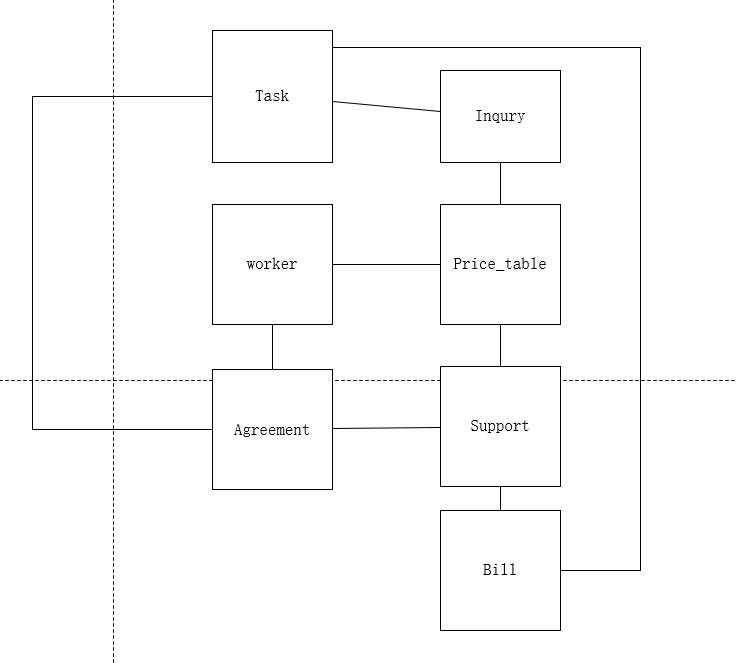 Task
Inqury
worker
Price_table
Agreement
Support
Bill